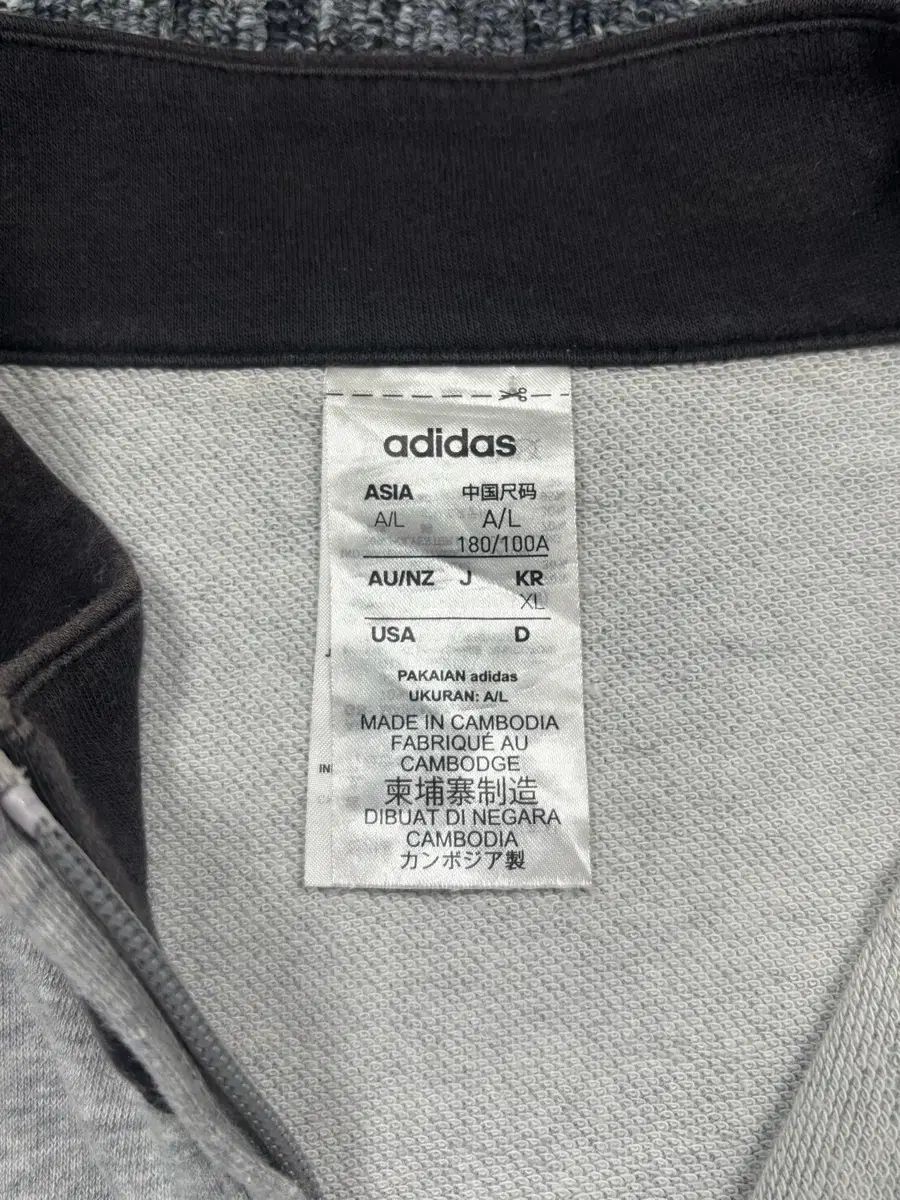 adidas
ASIA 中国尺码
A/L A/L
180/100A
AU/NZ J KR
XL
USA D
PAKAIAN adidas
UKURAN: A/L
MADE IN CAMBODIA
FABRIQUÉ AU
CAMBODGE
柬埔寨制造
DIBUAT DI NEGARA
CAMBODIA
カンボジア製
IN